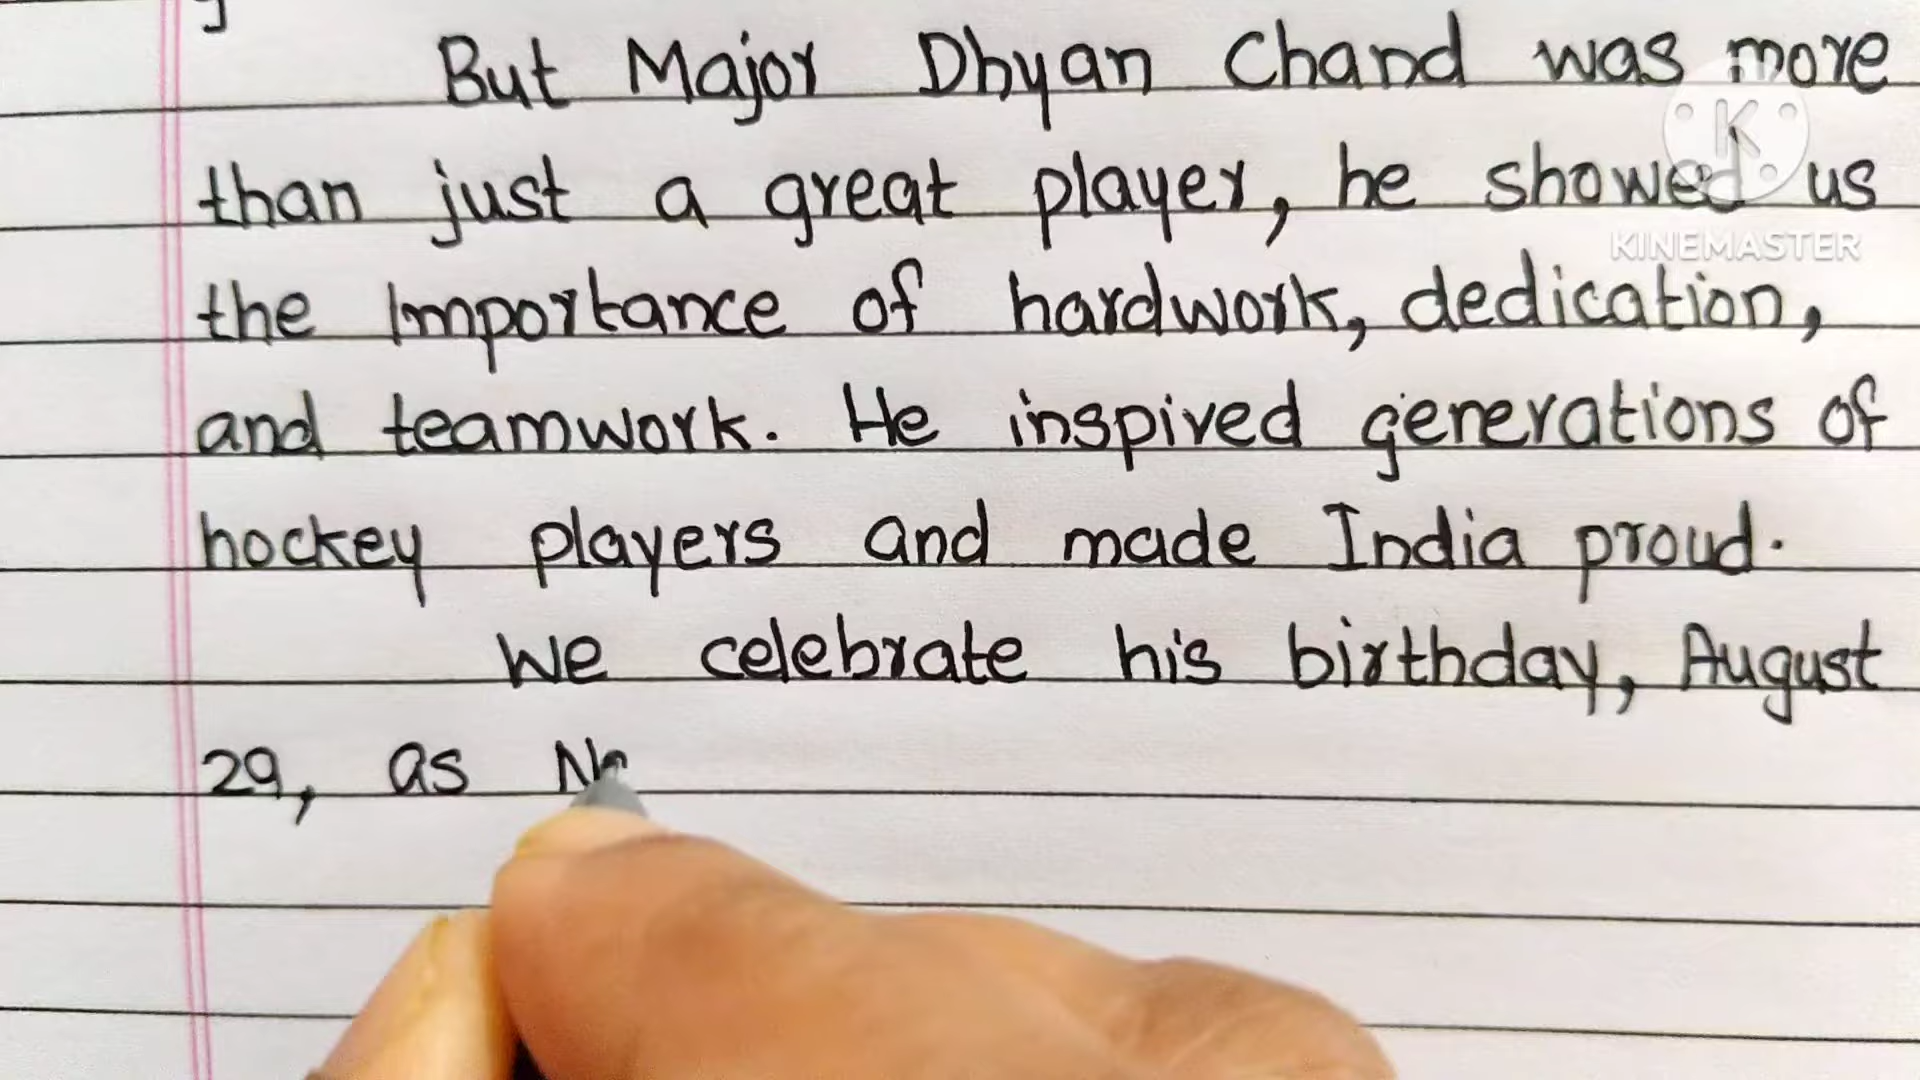 But Major Dhyan Chand was more
than just a great player, he showed us
the Importance of hardwork, dedication,
and teamwork. He inspired generations of
hockey players and made India proud.
We celebrate his birthday, August
29, as
K
KINEMASTER